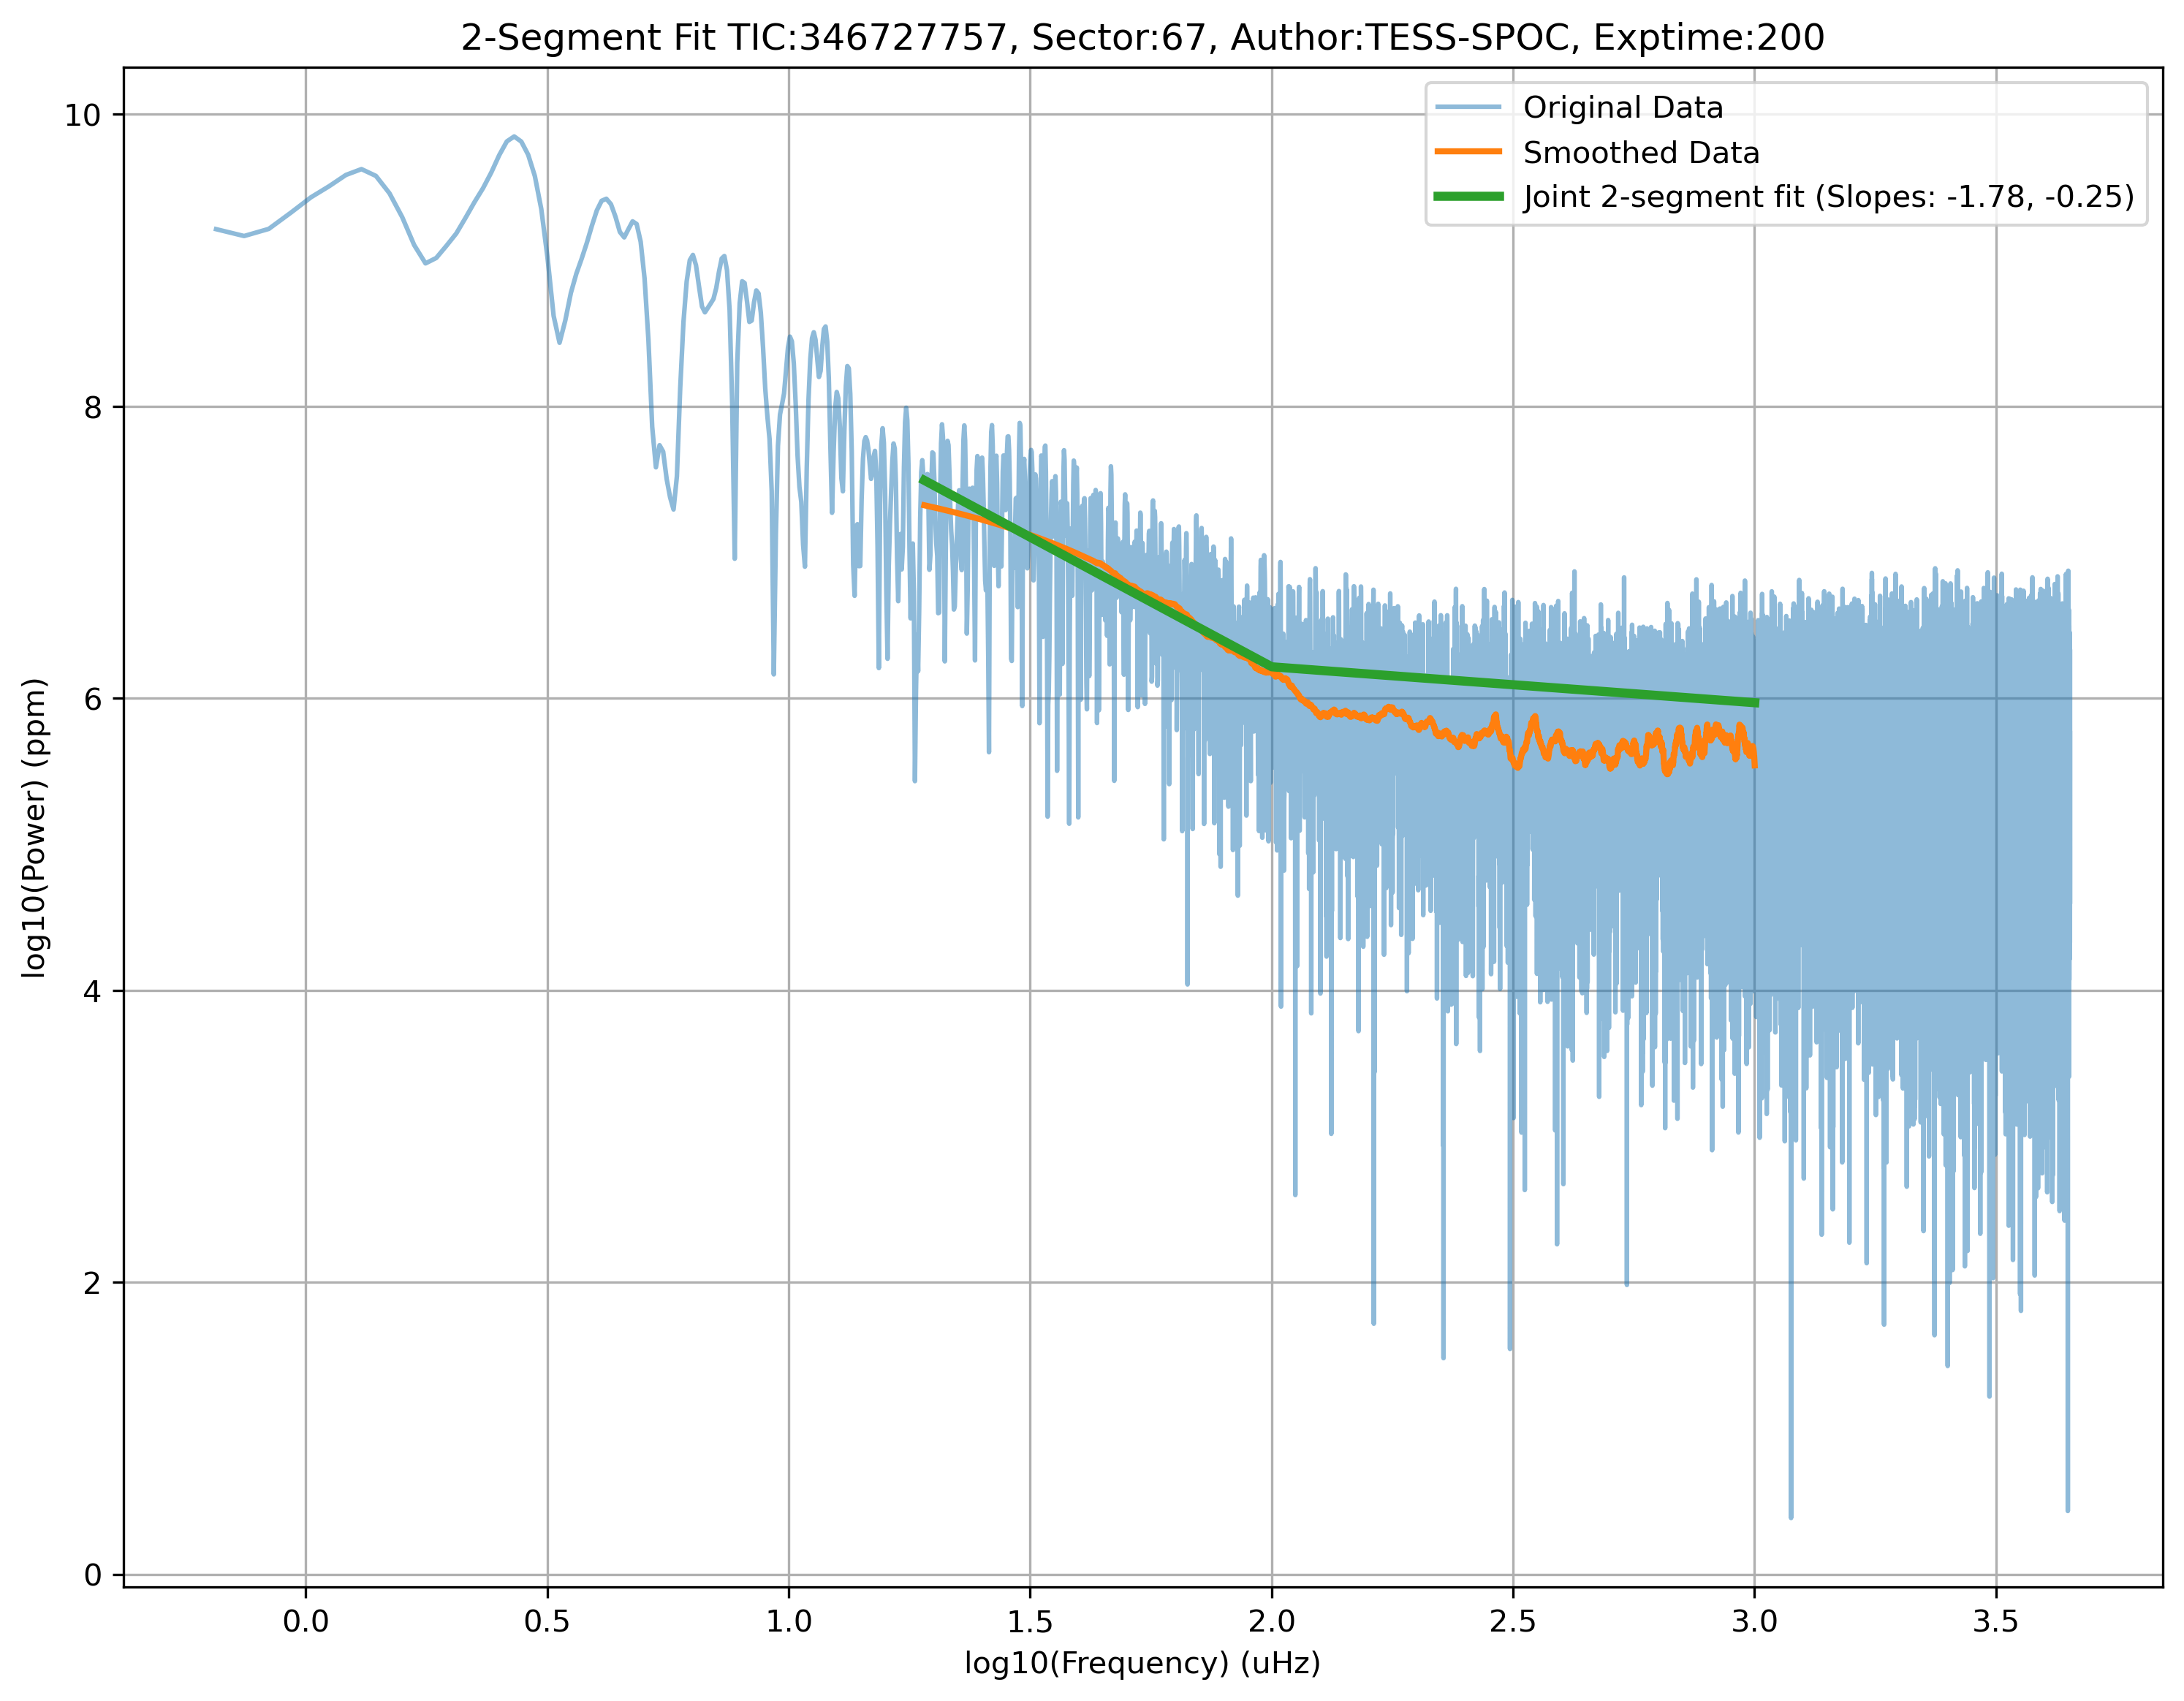 2-Segment Fit TIC:346727757, Sector:67, Author:TESS-SPOC, Exptime:200
Original Data
Smoothed Data
Joint 2-segment fit (Slopes: -1.78, -0.25)
log10(Power) (ppm)
10
8
6
4
2
0
0.0 0.5 1.0 1.5 2.0 2.5 3.0 3.5
log10(Frequency) (uHz)